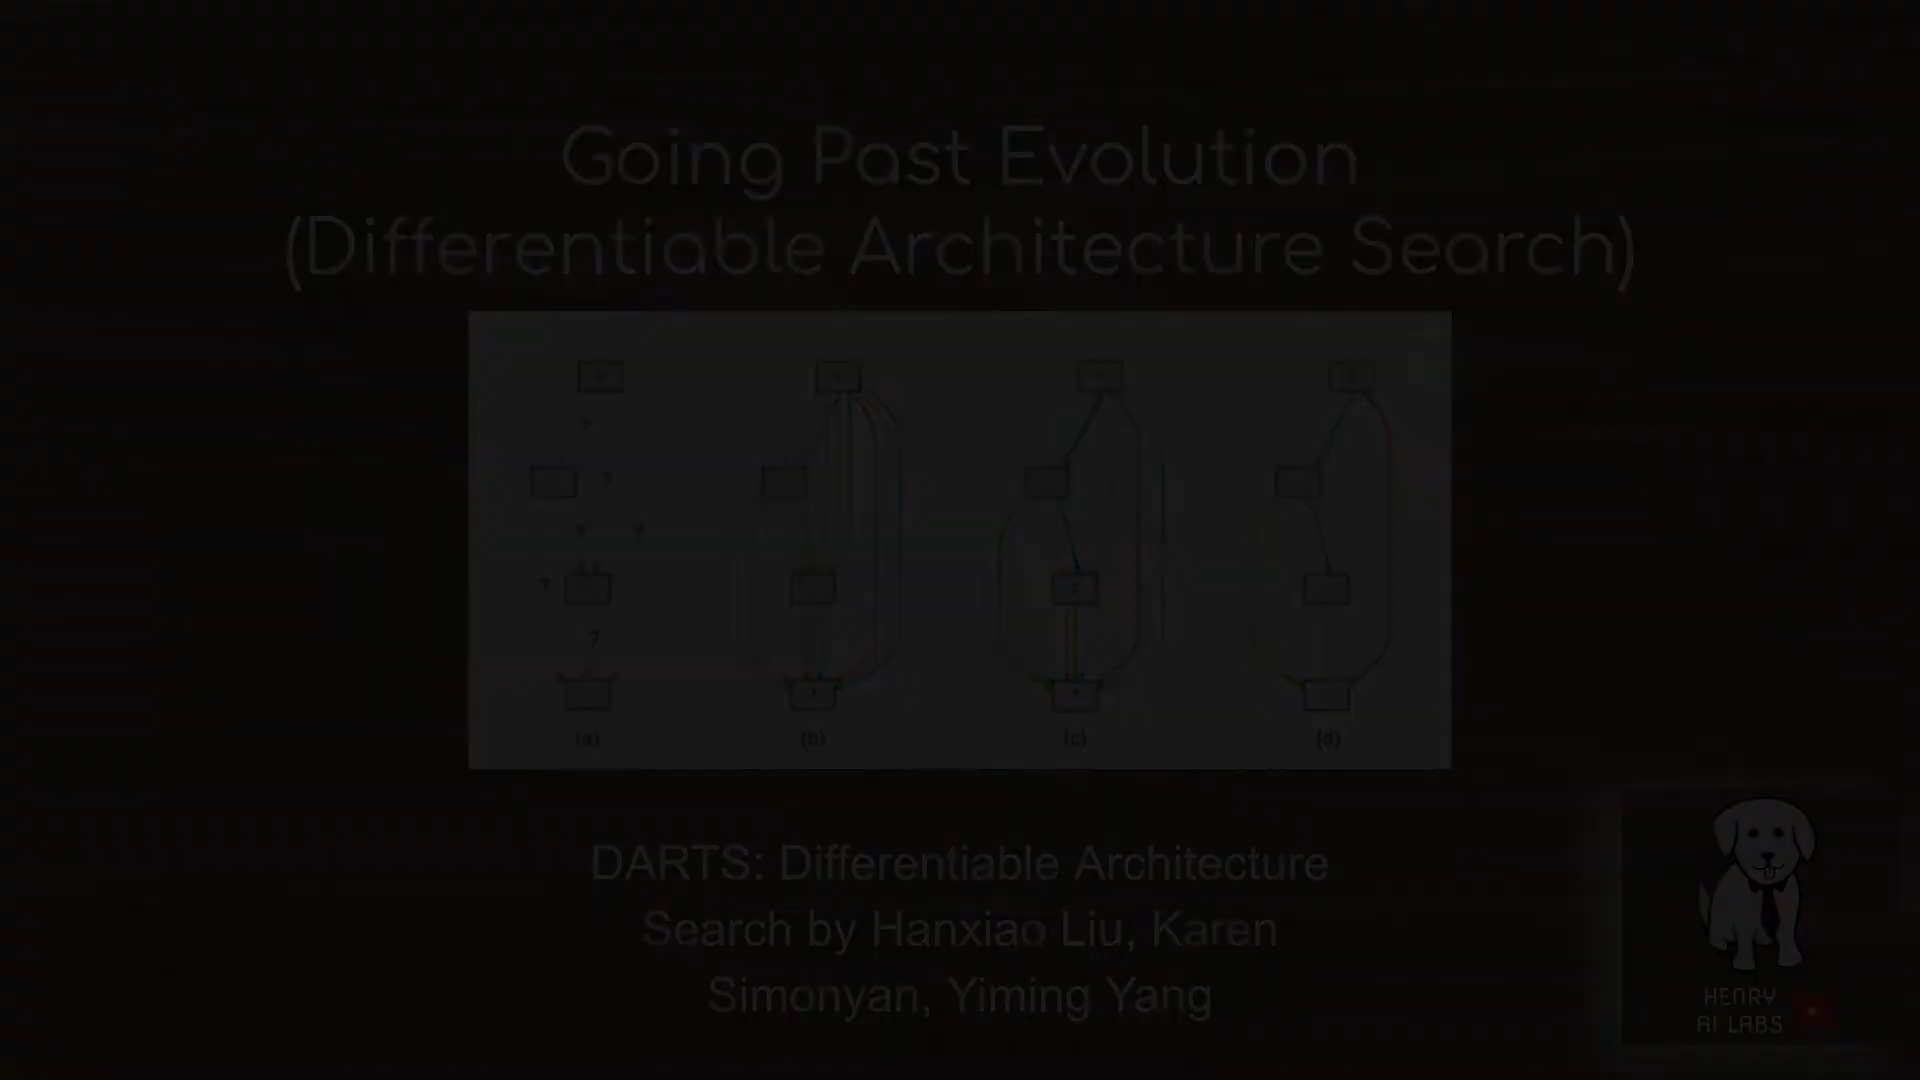 Going Past Evolution
(Differentiable Architecture Search)
?
?
?
?
?
?
(a)
(b)
(c)
(d)
DARTS: Differentiable Architecture
Search by Hanxiao Liu, Karen
Simonyan, Yiming Yang
HENRY
AI LABS